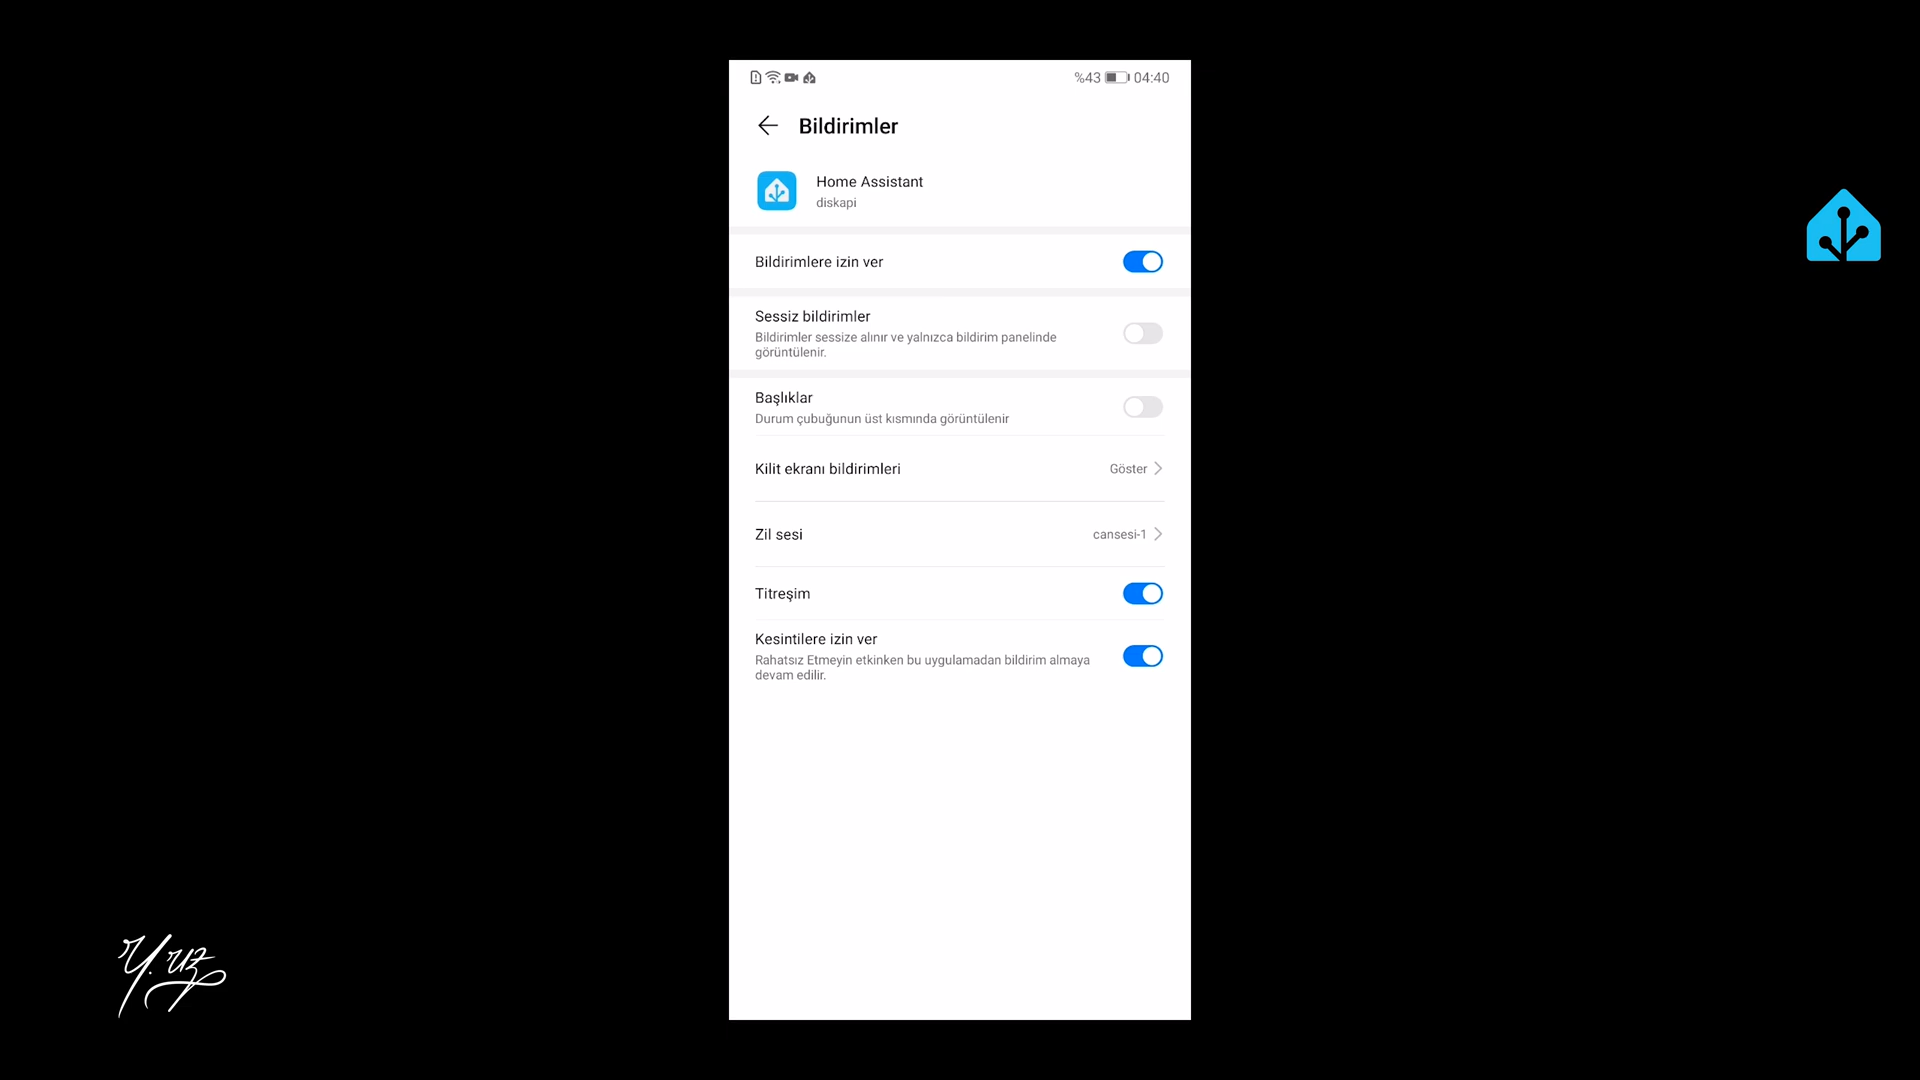 %43 04:40
Bildirimler
Home Assistant
diskapi
Bildirimlere izin ver
Sessiz bildirimler
Bildirimler sessize alınır ve yalnızca bildirim panelinde
görüntülenir.
Başlıklar
Durum çubuğunun üst kısmında görüntülenir
Kilit ekranı bildirimleri Göster
Zil sesi cansesi-1
Titreşim
Kesintilere izin ver
Rahatsız Etmeyin etkinken bu uygulamadan bildirim almaya
devam edilir.
Y.uz